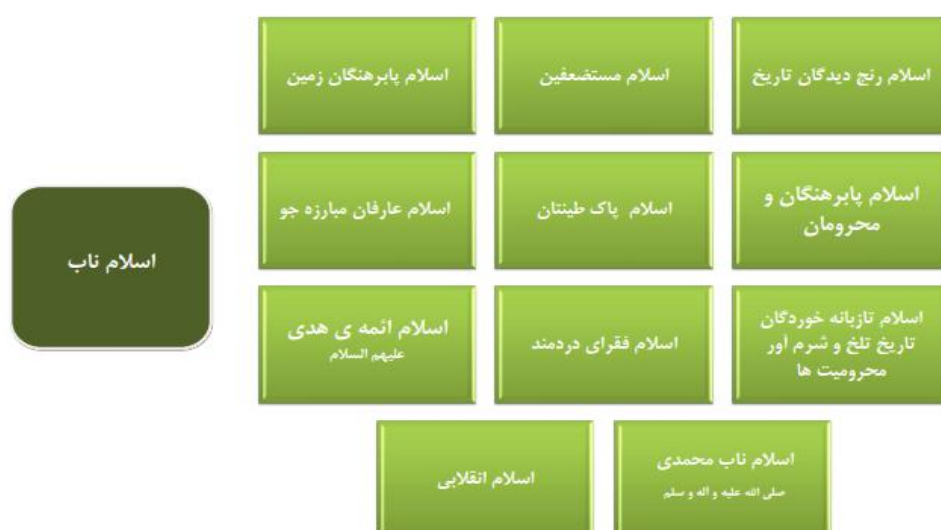 اسلام رنج دیدگان تاریخ
اسلام مستضعفین
اسلام پابرهنگان زمین
اسلام پابرهنگان و
محرومان
اسلام پاک طینتان
اسلام عارفان مبارزه جو
اسلام ناب
اسلام تازیانه خوردگان
تاریخ تلخ و شرم آور
محرومیت ها
اسلام فقرای دردمند
اسلام ائمه ی هدی
علیهم السلام
اسلام ناب محمدی
صلی الله علیه و آله و سلم
اسلام انقلابی